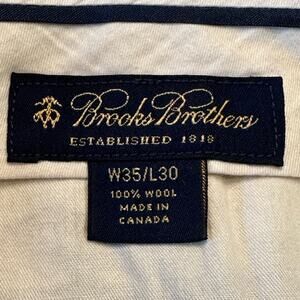 Brooks Brothers
ESTABLISHED 1818
W35/L30
100% WOOL
MADE IN
CANADA